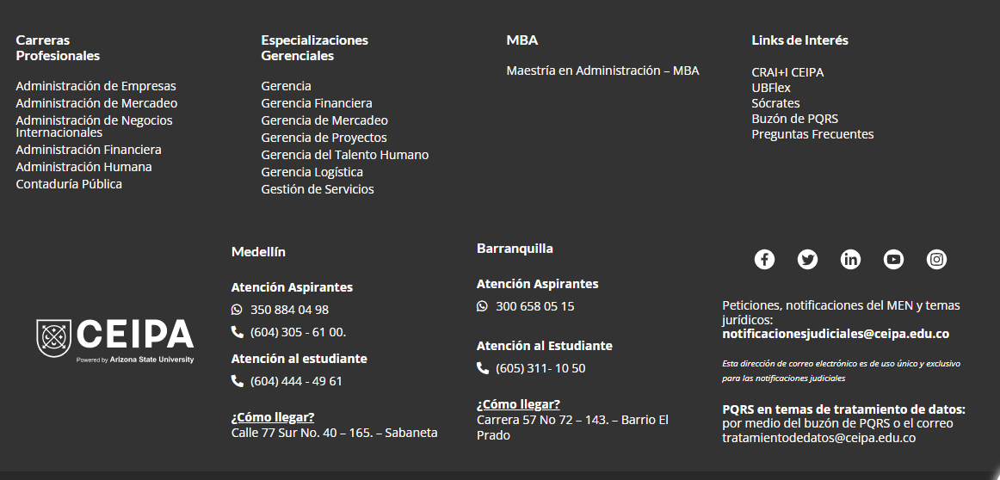 Carreras
Profesionales
Administración de Empresas
Administración de Mercadeo
Administración de Negocios
Internacionales
Administración Financiera
Administración Humana
Contaduría Pública
Especializaciones
Gerenciales
Gerencia
Gerencia Financiera
Gerencia de Mercadeo
Gerencia de Proyectos
Gerencia del Talento Humano
Gerencia Logística
Gestión de Servicios
MBA
Maestría en Administración – MBA
Links de Interés
CRAI+I CEIPA
UBFlex
Sócrates
Buzón de PQRS
Preguntas Frecuentes
CEIPA
Powered by Arizona State University
Medellín
Atención Aspirantes
350 884 04 98
(604) 305 - 61 00.
Atención al estudiante
(604) 444 - 49 61
¿Cómo llegar?
Calle 77 Sur No. 40 – 165. – Sabaneta
Barranquilla
Atención Aspirantes
300 658 05 15
Atención al Estudiante
(605) 311- 10 50
¿Cómo llegar?
Carrera 57 No 72 – 143. – Barrio El
Prado
Peticiones, notificaciones del MEN y temas
jurídicos:
notificacionesjudiciales@ceipa.edu.co
Esta dirección de correo electrónico es de uso único y exclusivo
para las notificaciones judiciales
PQRS en temas de tratamiento de datos:
por medio del buzón de PQRS o el correo
tratamientodedatos@ceipa.edu.co